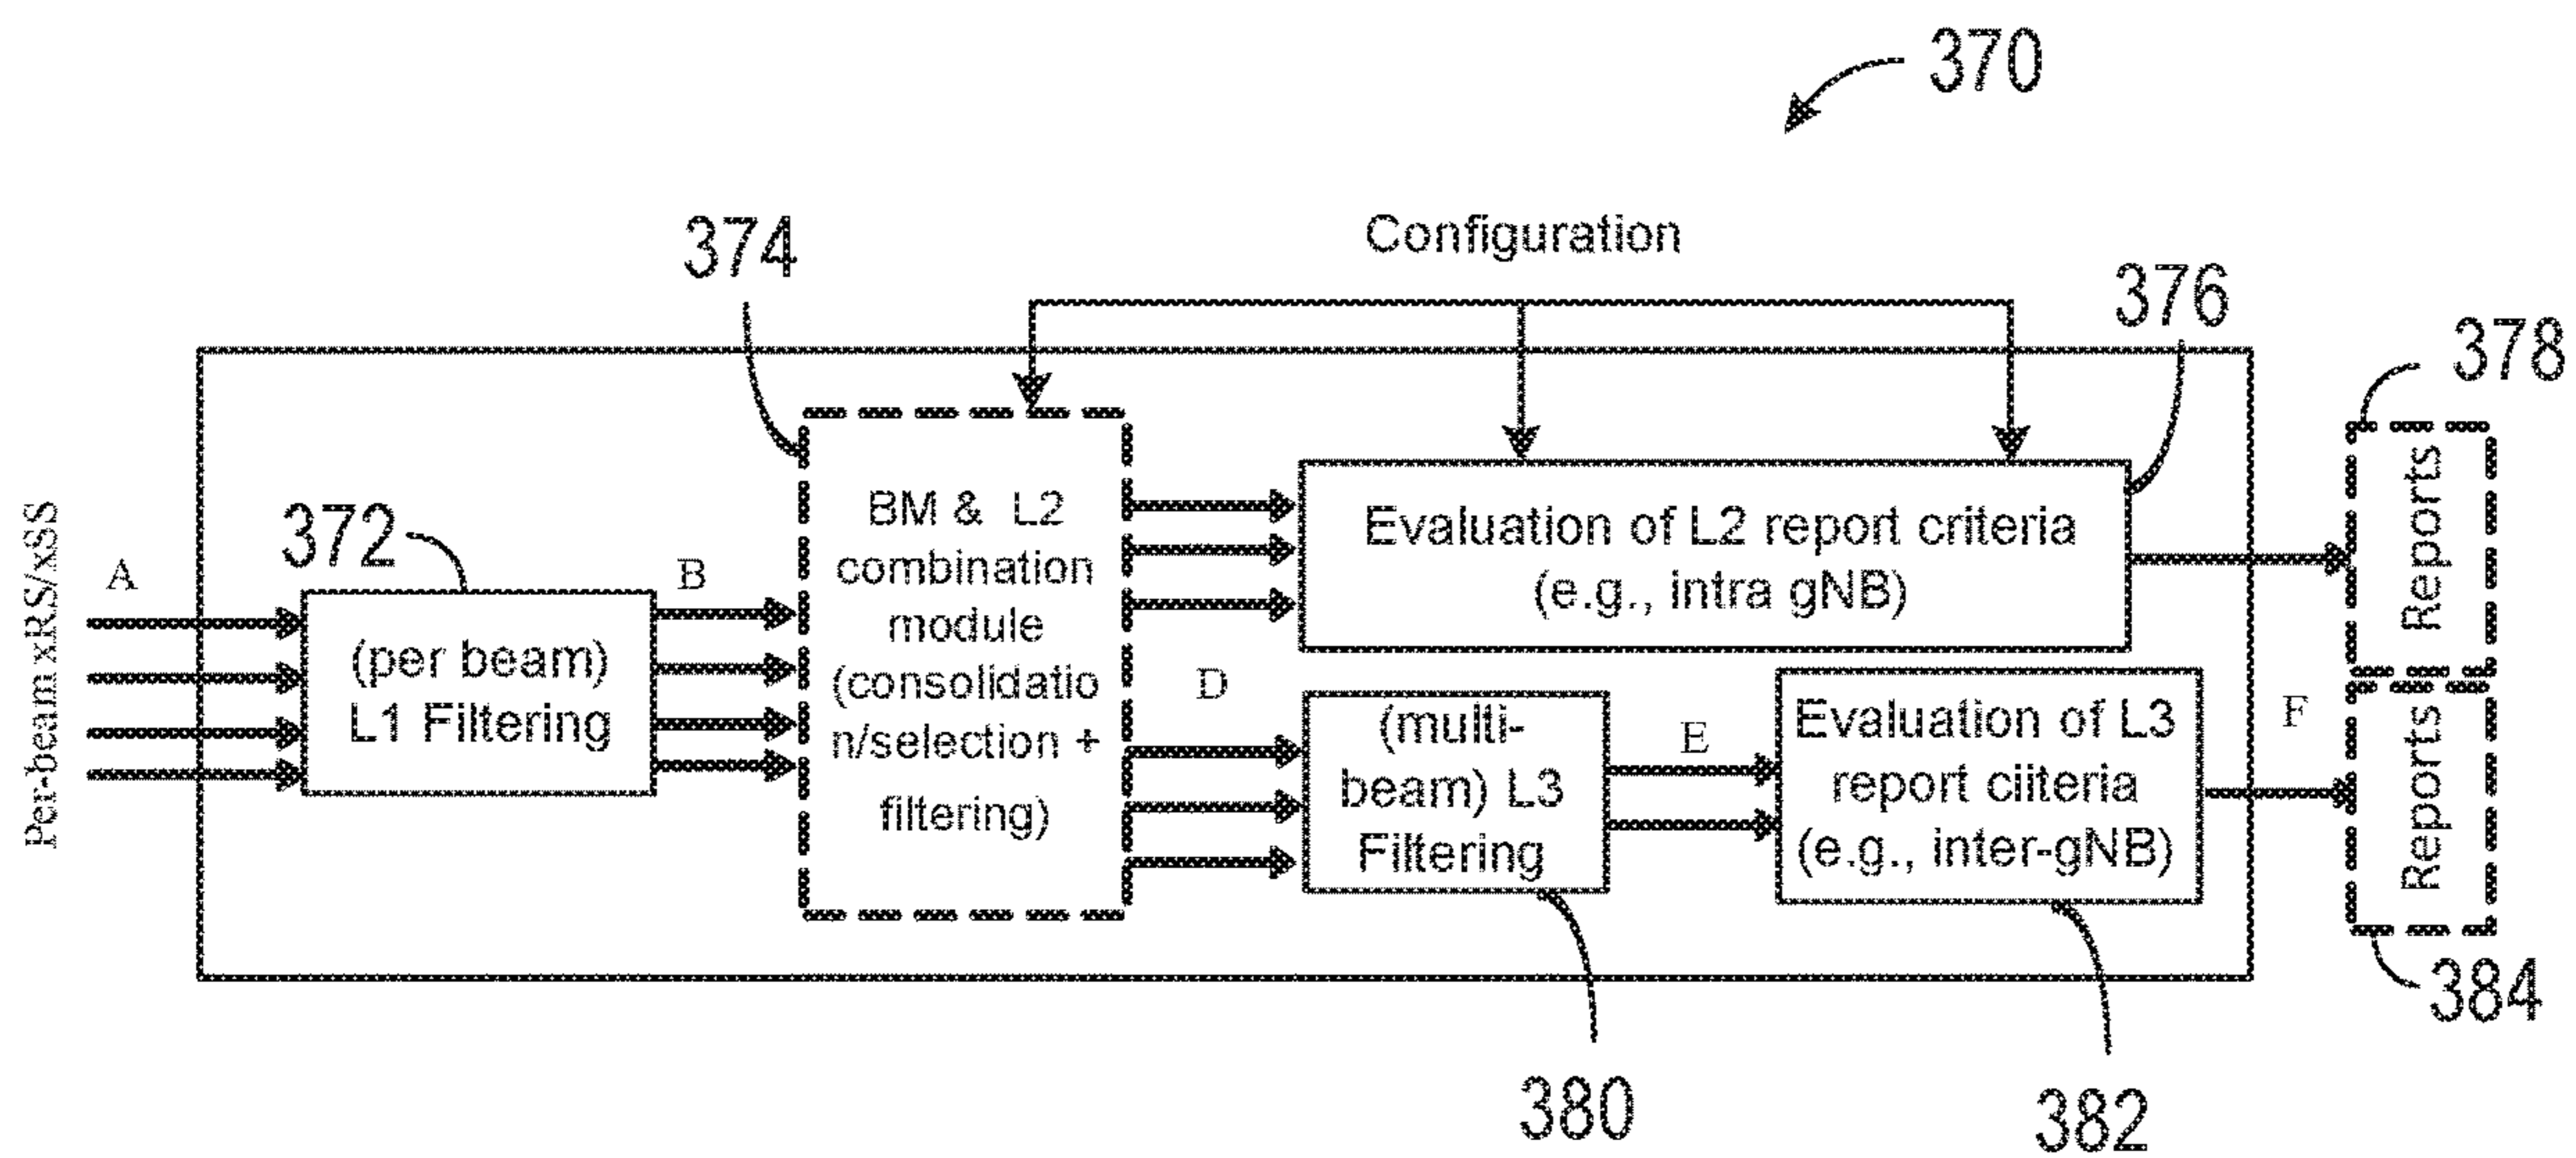 370
Configuration
374
376
378
372
Per-beam xRS/xSS
A
B
(per beam)
L1 Filtering
BM & L2
combination
module
(consolidatio
n/selection +
filtering)
Evaluation of L2 report criteria
(e.g., intra gNB)
Reports
D
(multi-
beam) L3
Filtering
E
Evaluation of L3
report ciiteria
(e.g., inter-gNB)
F
Reports
384
380
382